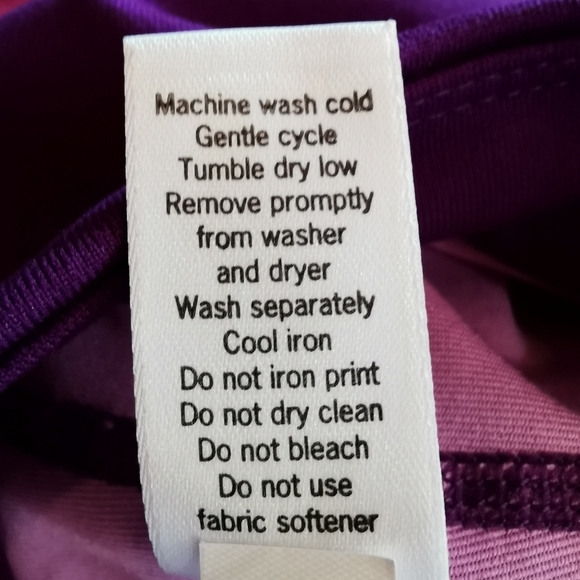 Machine wash cold
Gentle cycle
Tumble dry low
Remove promptly
from washer
and dryer
Wash separately
Cool iron
Do not iron print
Do not dry clean
Do not bleach
Do not use
fabric softener